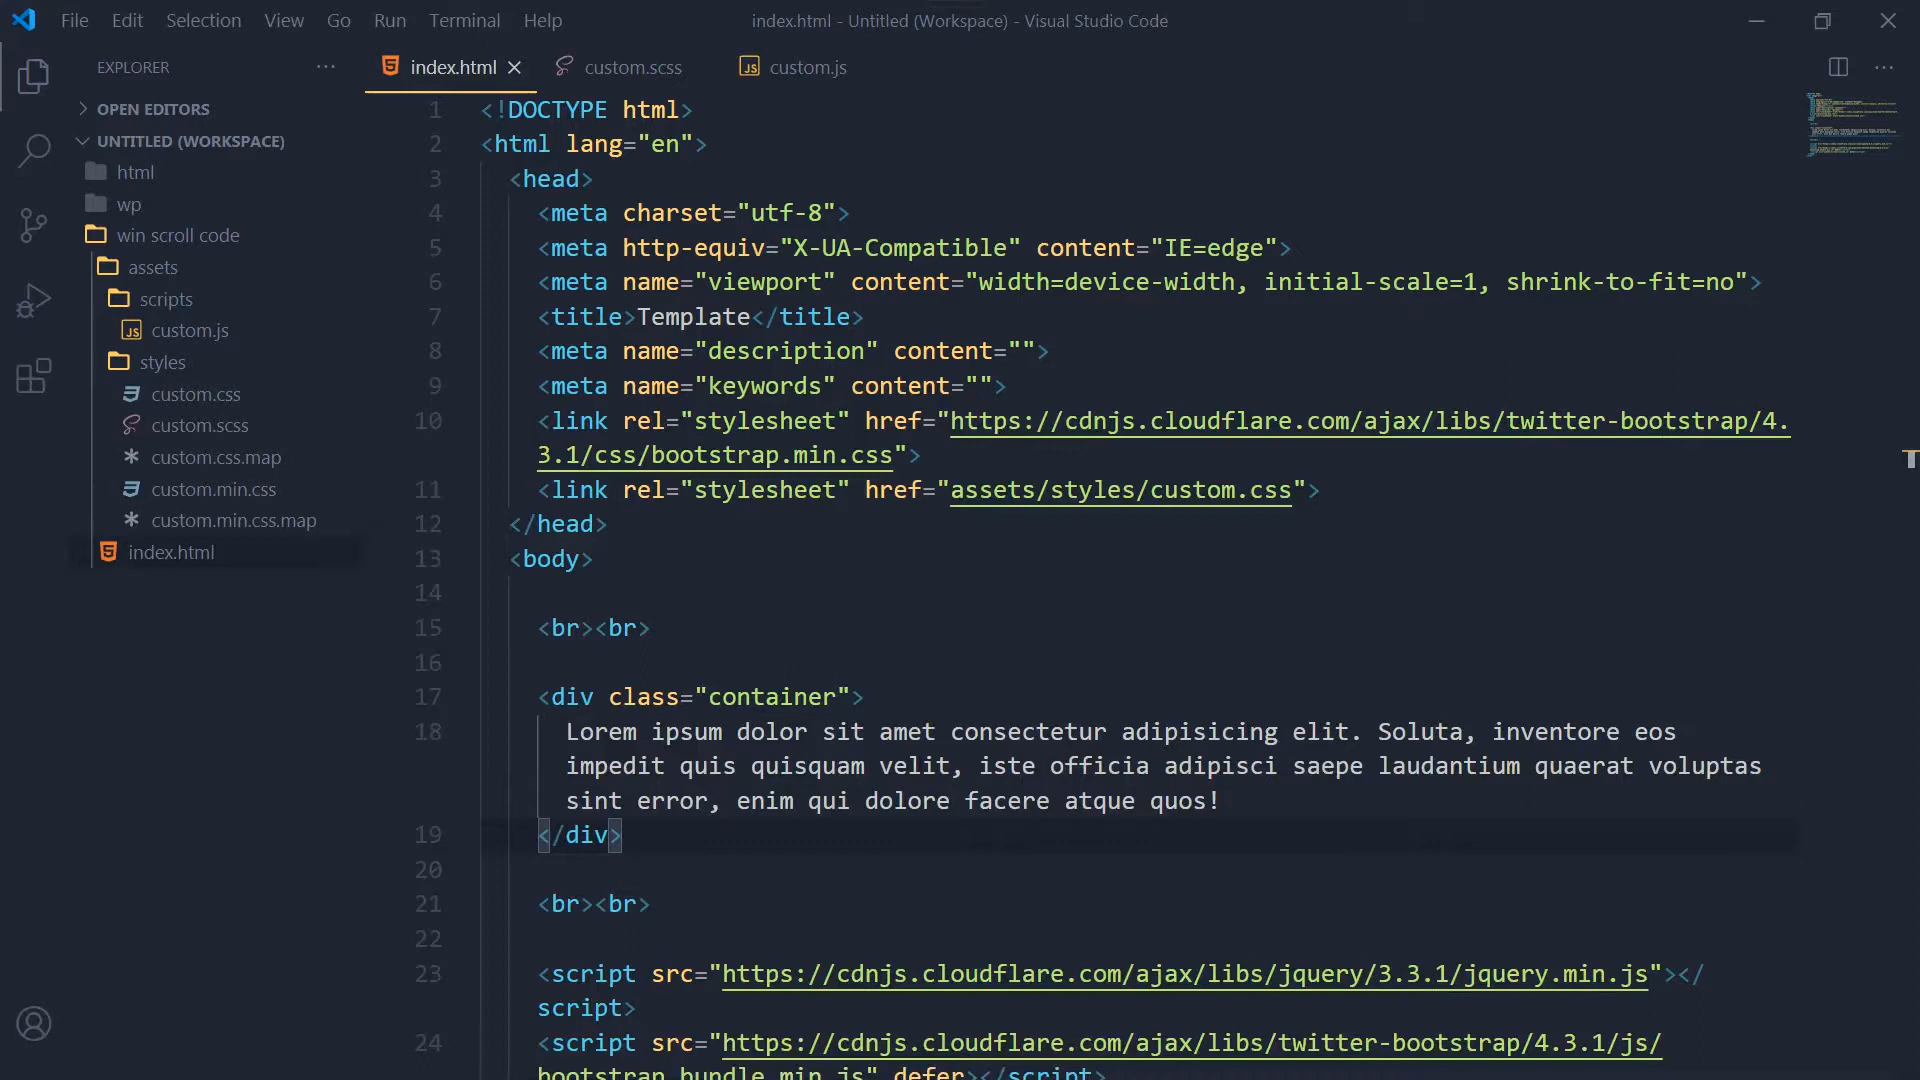 File Edit Selection View Go Run Terminal Help
index.html - Untitled (Workspace) - Visual Studio Code
EXPLORER
OPEN EDITORS
UNTITLED (WORKSPACE)
html
wp
win scroll code
assets
scripts
JS custom.js
styles
custom.css
custom.scss
custom.css.map
custom.min.css
custom.min.css.map
index.html
index.html custom.scss JS custom.js
1 <!DOCTYPE html>
2 <html lang="en">
3 <head>
4 <meta charset="utf-8">
5 <meta http-equiv="X-UA-Compatible" content="IE=edge">
6 <meta name="viewport" content="width=device-width, initial-scale=1, shrink-to-fit=no">
7 <title>Template</title>
8 <meta name="description" content="">
9 <meta name="keywords" content="">
10 <link rel="stylesheet" href="https://cdnjs.cloudflare.com/ajax/libs/twitter-bootstrap/4.
3.1/css/bootstrap.min.css">
11 <link rel="stylesheet" href="assets/styles/custom.css">
12 </head>
13 <body>
14
15 <br><br>
16
17 <div class="container">
18 Lorem ipsum dolor sit amet consectetur adipisicing elit. Soluta, inventore eos
impedit quis quisquam velit, iste officia adipisci saepe laudantium quaerat voluptas
sint error, enim qui dolore facere atque quos!
19 </div>
20
21 <br><br>
22
23 <script src="https://cdnjs.cloudflare.com/ajax/libs/jquery/3.3.1/jquery.min.js"></
script>
24 <script src="https://cdnjs.cloudflare.com/ajax/libs/twitter-bootstrap/4.3.1/js/
bootstrap.bundle.min.js" defer></script>